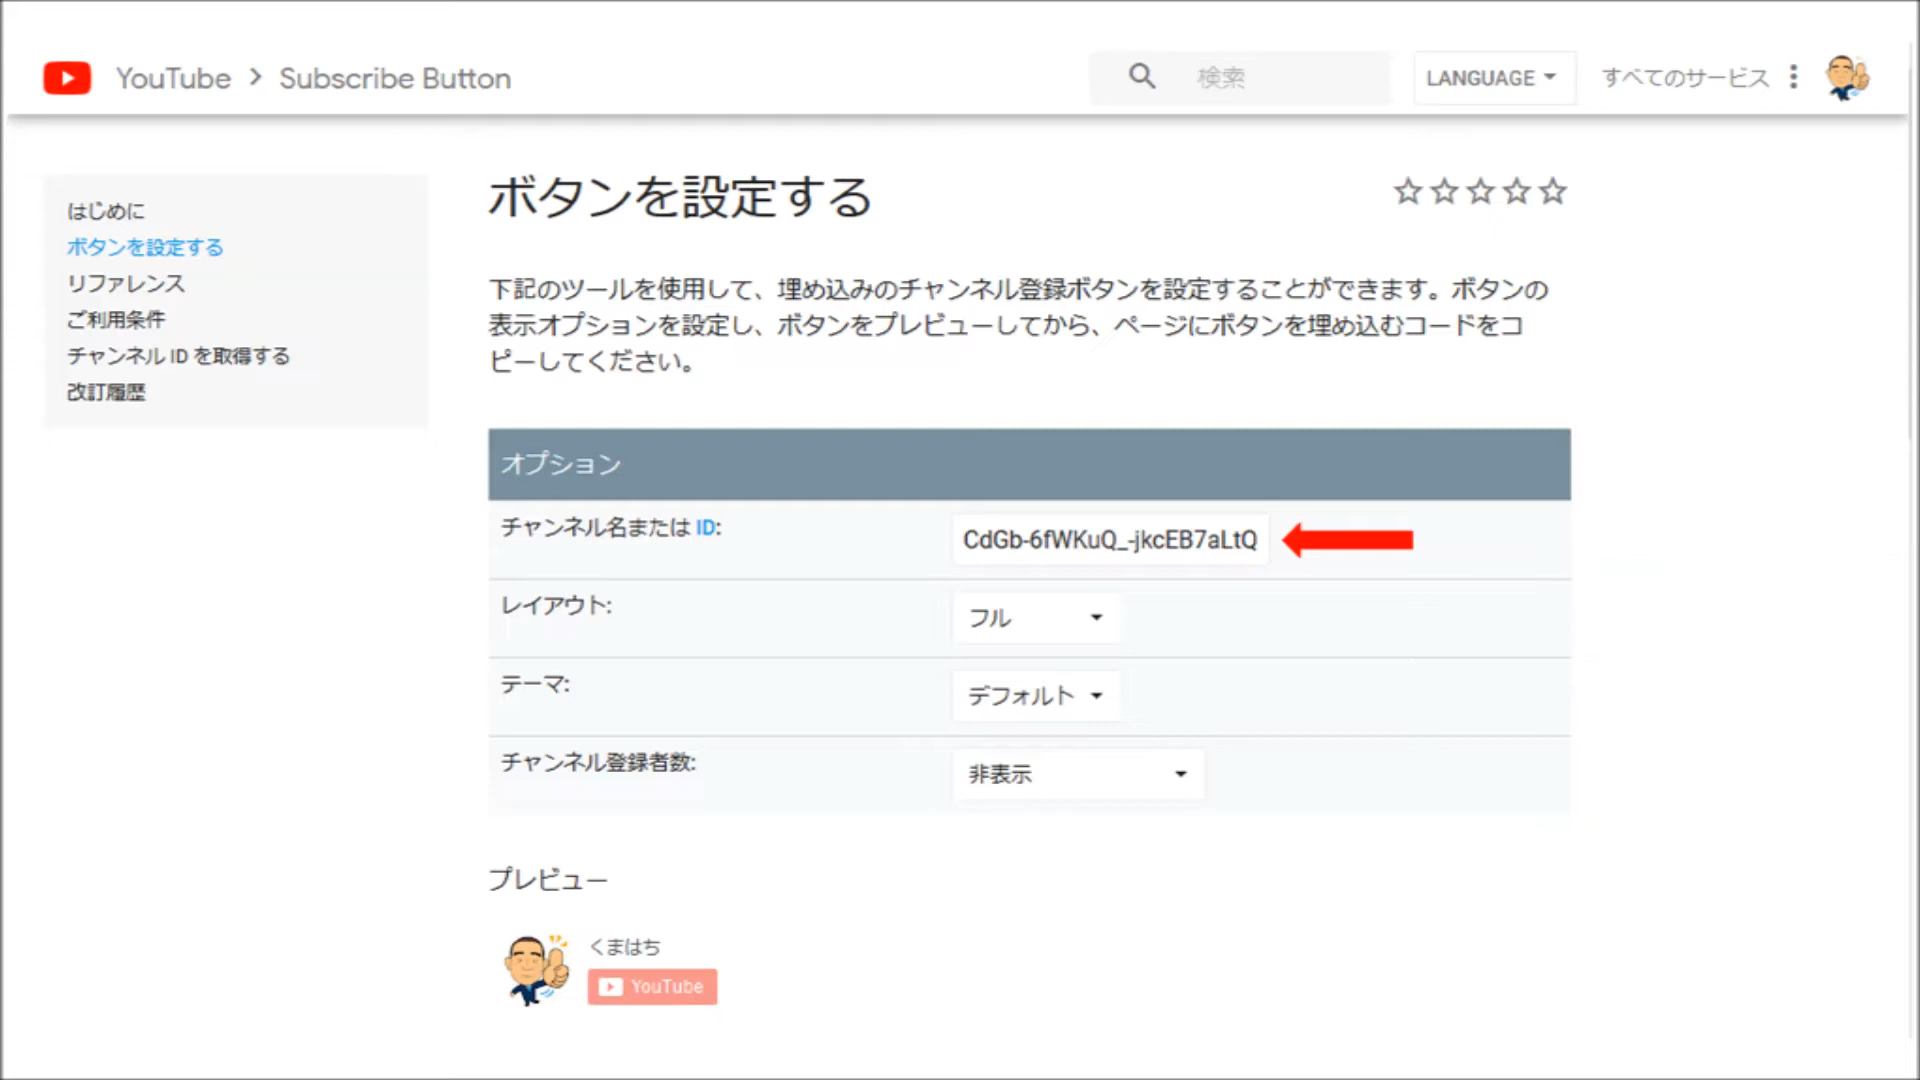 YouTube > Subscribe Button
検索
LANGUAGE
すべてのサービス
はじめに
ボタンを設定する
リファレンス
ご利用条件
チャンネル ID を取得する
改訂履歴
ボタンを設定する
下記のツールを使用して、埋め込みのチャンネル登録ボタンを設定することができます。ボタンの
表示オプションを設定し、ボタンをプレビューしてから、ページにボタンを埋め込むコードをコ
ピーしてください。
オプション
チャンネル名または ID:
CdGb-6fWKuQ_-jkcEB7aLtQ
レイアウト:
フル
テーマ:
デフォルト
チャンネル登録者数:
非表示
プレビュー
くまはち
YouTube